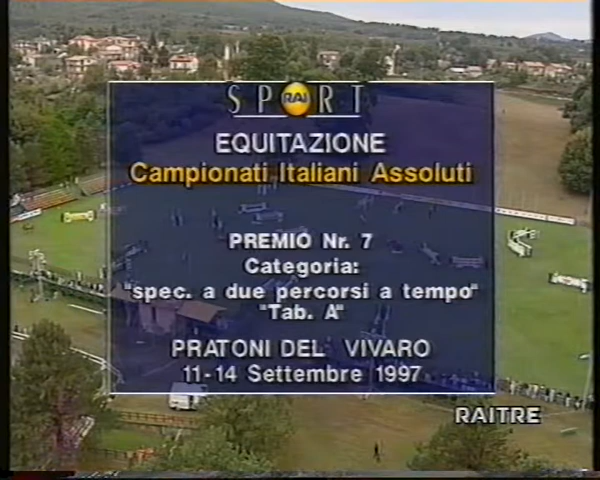 SPORT
RAI
EQUITAZIONE
Campionati Italiani Assoluti
PREMIO Nr. 7
Categoria:
"spec. a due percorsi a tempo"
"Tab. A"
PRATONI DEL VIVARO
11-14 Settembre 1997
RAITRE